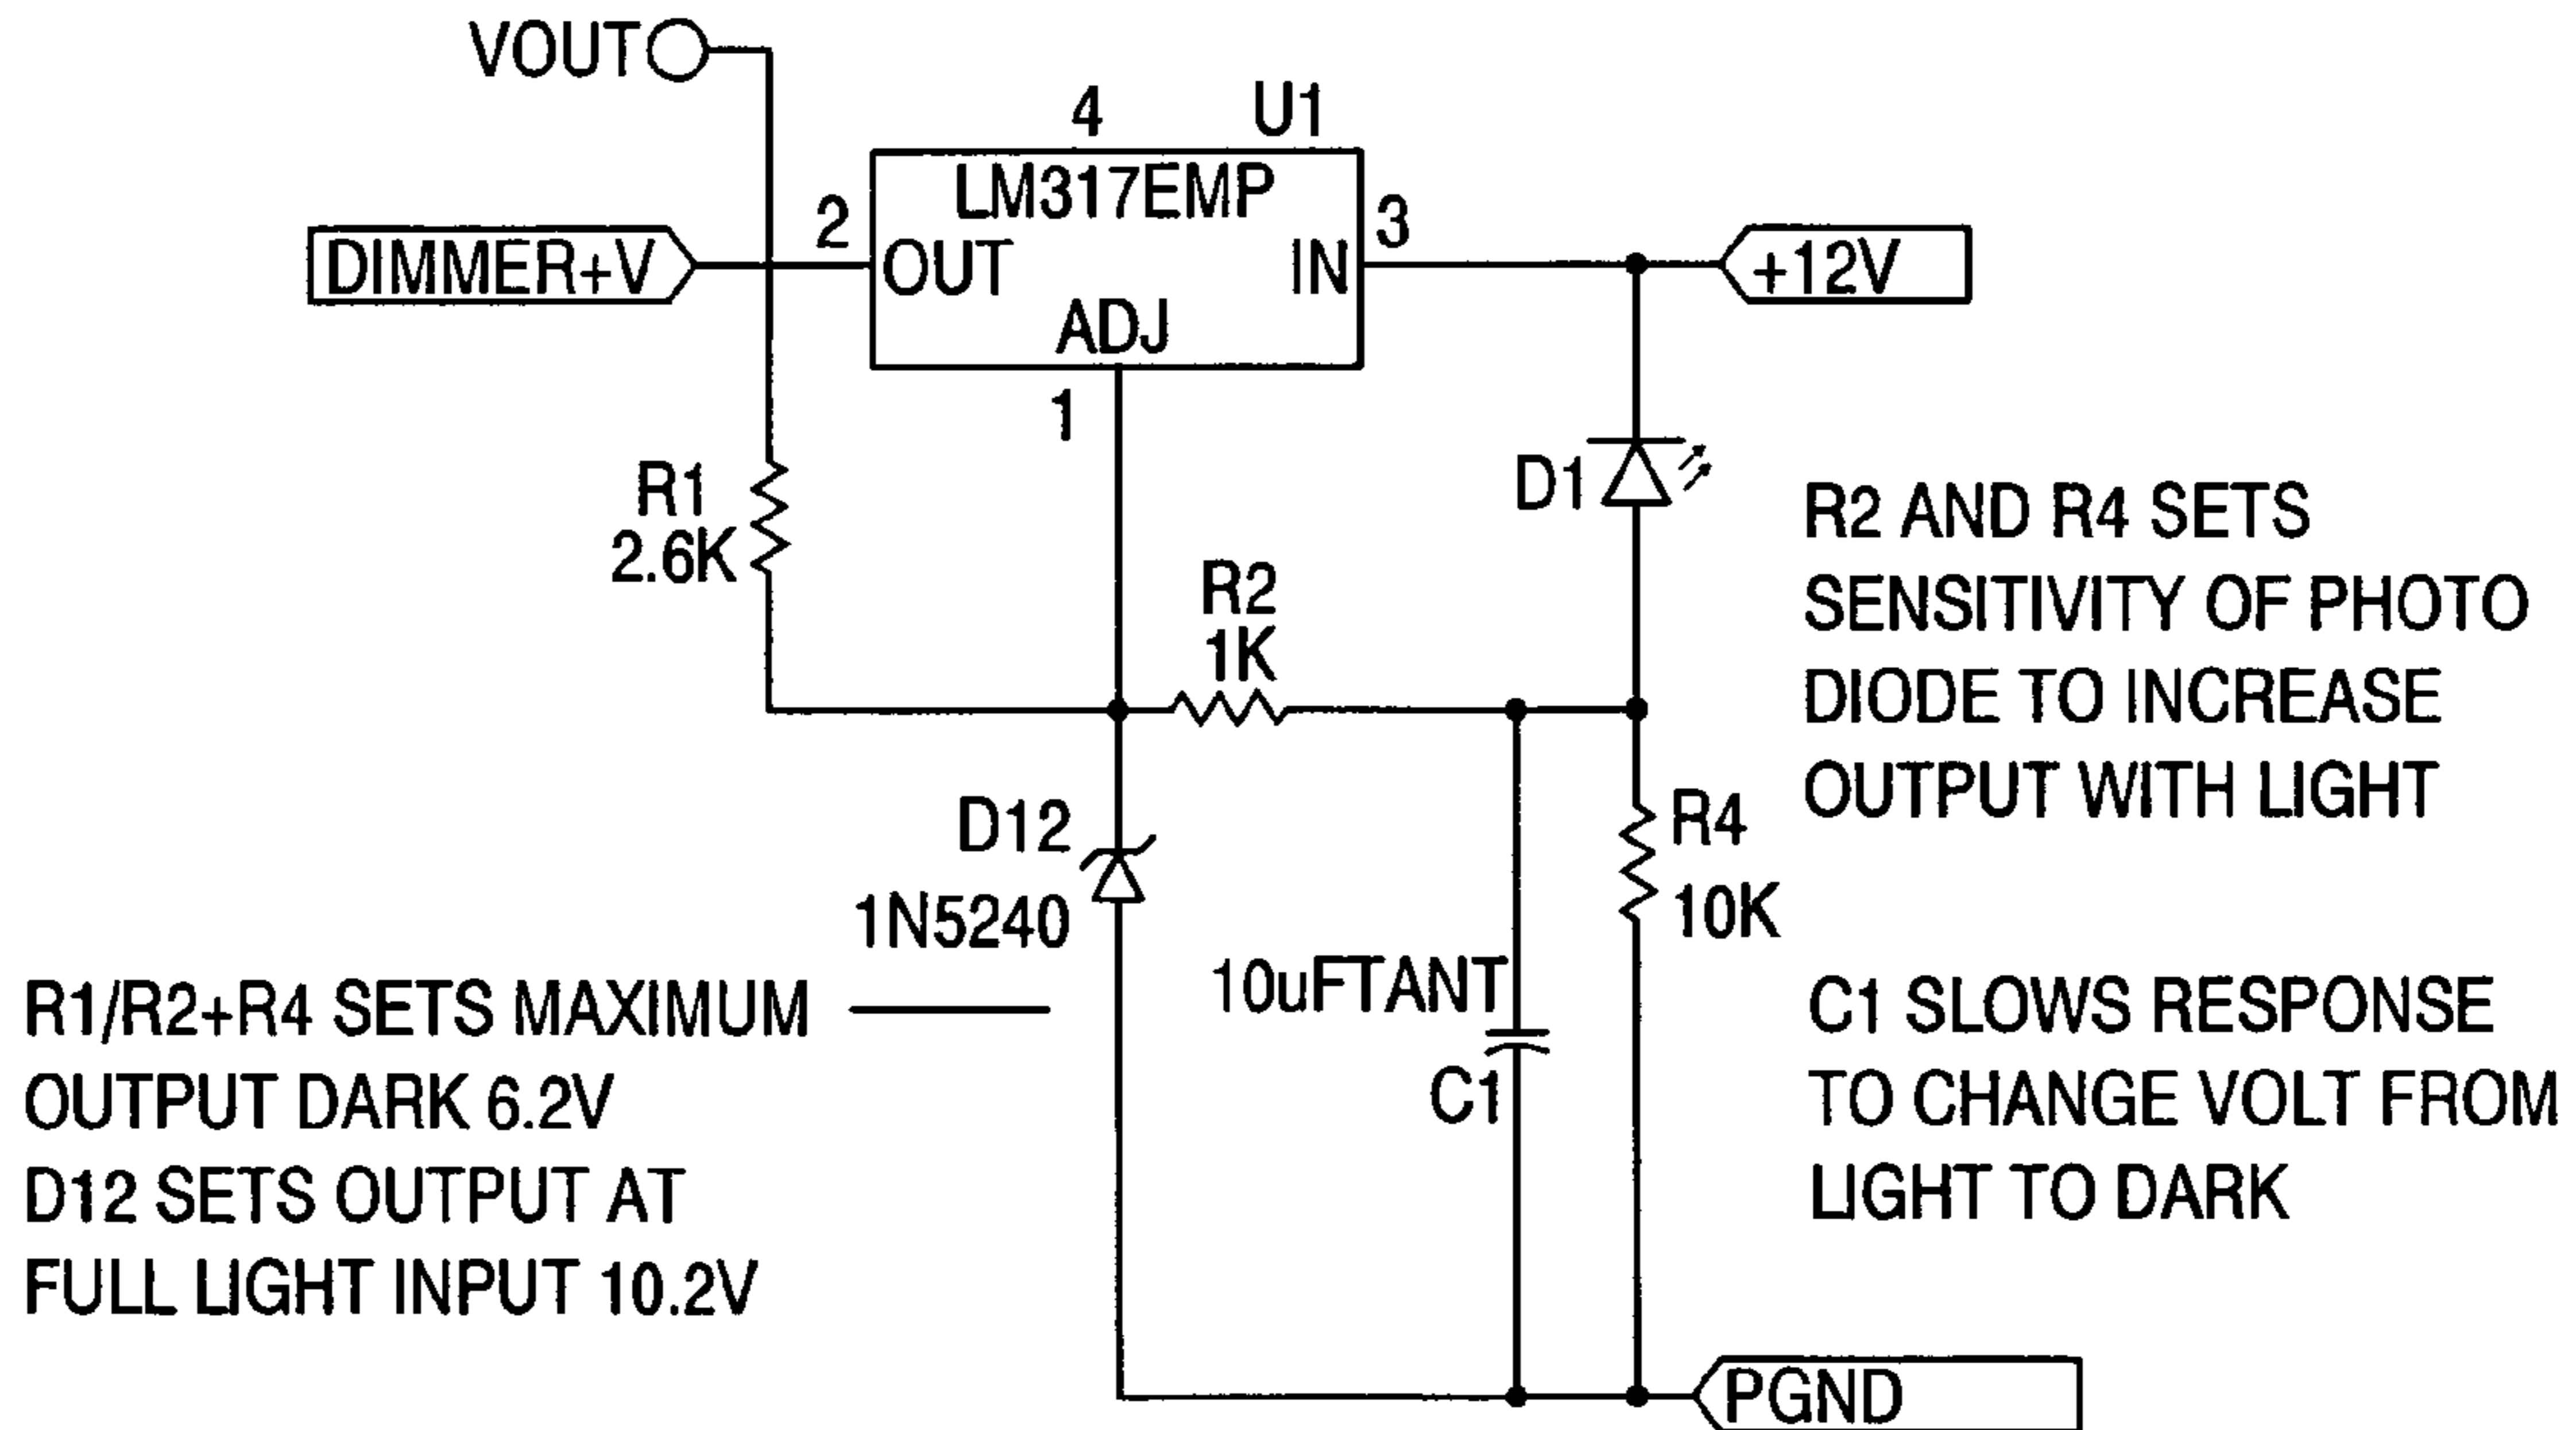 VOUT
4
U1
LM317EMP
2
3
DIMMER+V
OUT
IN
+12V
ADJ
1
R1
2.6K
D1
R2
1K
R2 AND R4 SETS
SENSITIVITY OF PHOTO
DIODE TO INCREASE
OUTPUT WITH LIGHT
D12
1N5240
R4
10K
10uFTANT
C1
R1/R2+R4 SETS MAXIMUM
OUTPUT DARK 6.2V
D12 SETS OUTPUT AT
FULL LIGHT INPUT 10.2V
C1 SLOWS RESPONSE
TO CHANGE VOLT FROM
LIGHT TO DARK
PGND